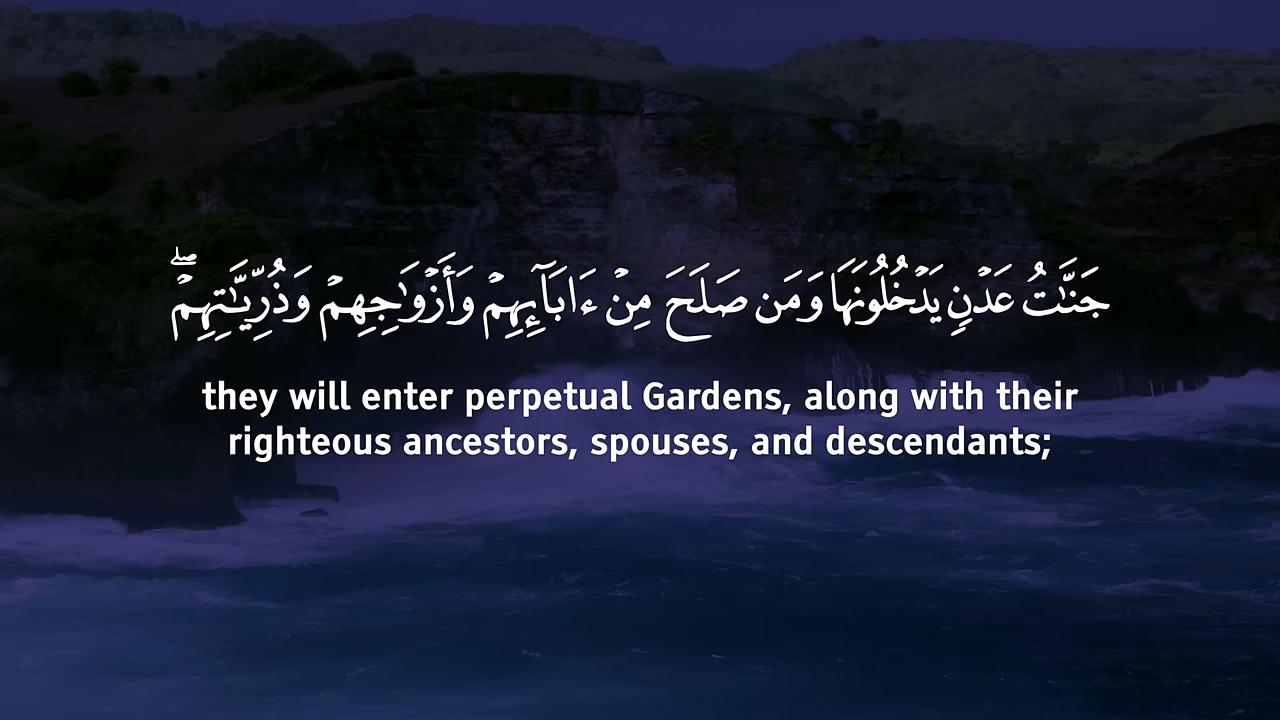 جَنَّٰتُ عَدْنٍ يَدْخُلُونَهَا وَمَن صَلَحَ مِنْ ءَابَآئِهِمْ وَأَزْوَٰجِهِمْ وَذُرِّيَّٰتِهِمْ ۖ
they will enter perpetual Gardens, along with their
righteous ancestors, spouses, and descendants;